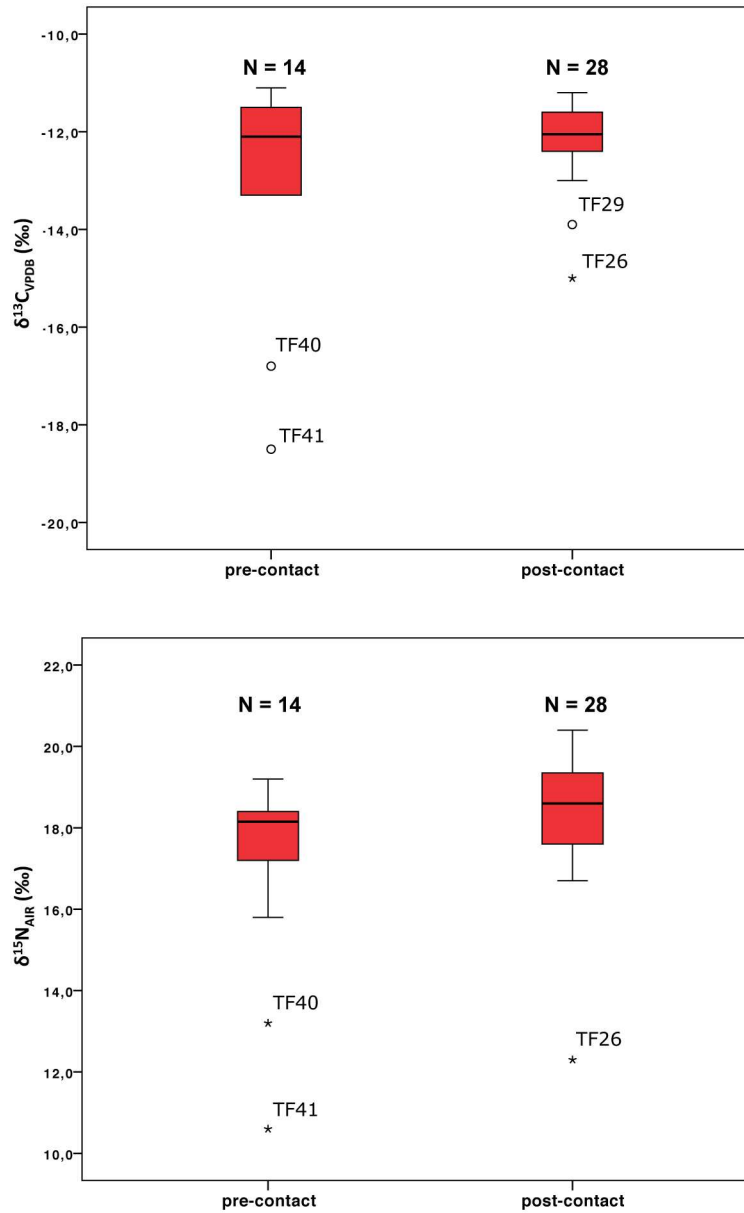 -10,0
N = 14 N = 28
-12,0
TF29
-14,0
TF26
δ¹³C_VPDB (‰)
-16,0
TF40
-18,0
TF41
-20,0
pre-contact post-contact
22,0
N = 14 N = 28
20,0
18,0
δ¹⁵N_AIR (‰)
16,0
14,0
TF40
TF26
12,0
TF41
10,0
pre-contact post-contact